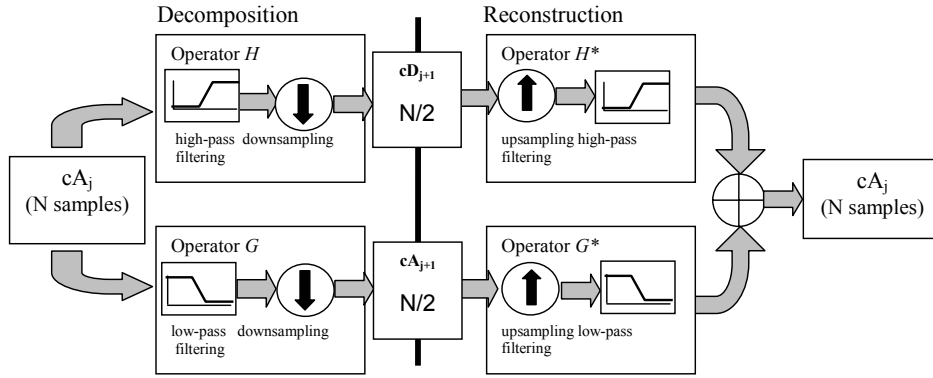 Decomposition
Reconstruction
Operator H
high-pass downsampling
filtering
cD_{j+1}
N/2
Operator H*
upsampling high-pass
filtering
cA_j
(N samples)
cA_j
(N samples)
Operator G
low-pass downsampling
filtering
cA_{j+1}
N/2
Operator G*
upsampling low-pass
filtering